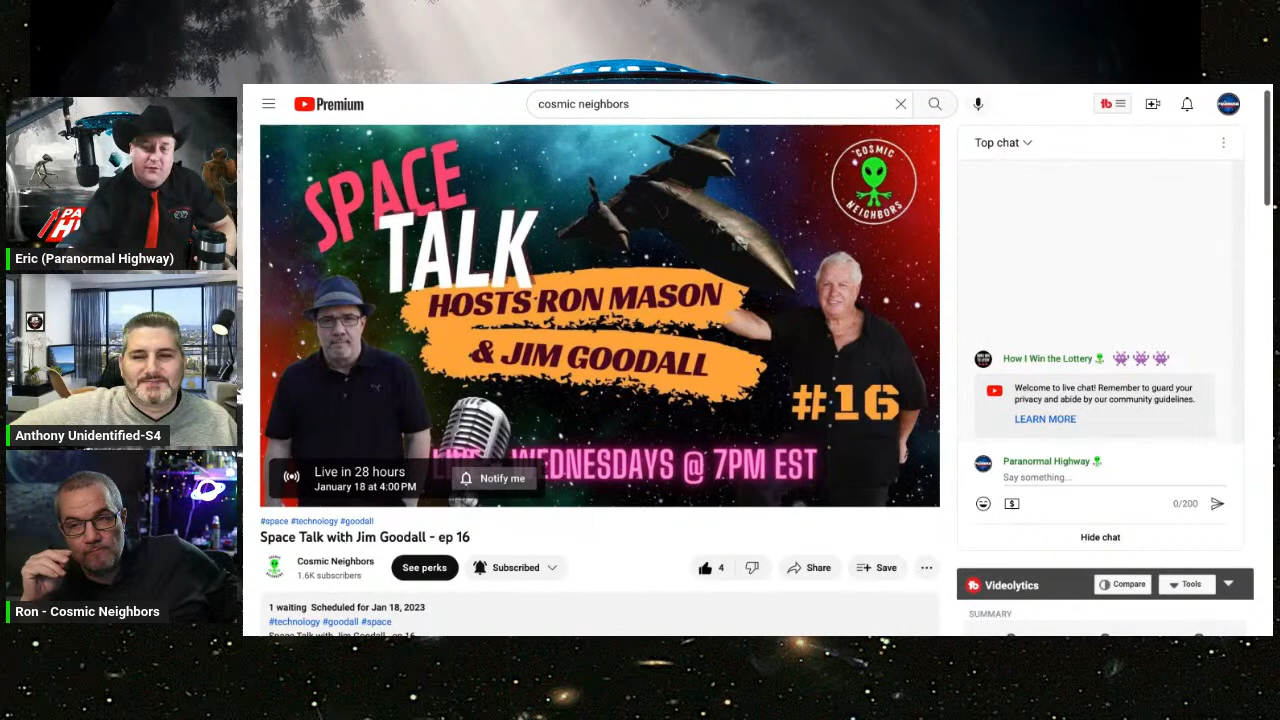 PA
HI
Eric (Paranormal Highway)
Anthony Unidentified-S4
Ron - Cosmic Neighbors
Premium
cosmic neighbors
SPACE
TALK
HOSTS RON MASON
& JIM GOODALL
#16
WEDNESDAYS @ 7PM EST
COSMIC
NEIGHBORS
Live in 28 hours
January 18 at 4:00 PM
Notify me
#space #technology #goodall
Space Talk with Jim Goodall - ep 16
Cosmic Neighbors
1.6K subscribers
See perks
Subscribed
4
Share
Save
1 waiting Scheduled for Jan 18, 2023
#technology #goodall #space
Space Talk with Jim Goodall - ep 16
Top chat
How I Win the Lottery
Welcome to live chat! Remember to guard your
privacy and abide by our community guidelines.
LEARN MORE
Paranormal Highway
Say something...
0/200
Hide chat
Videolytics
Compare
Tools
SUMMARY